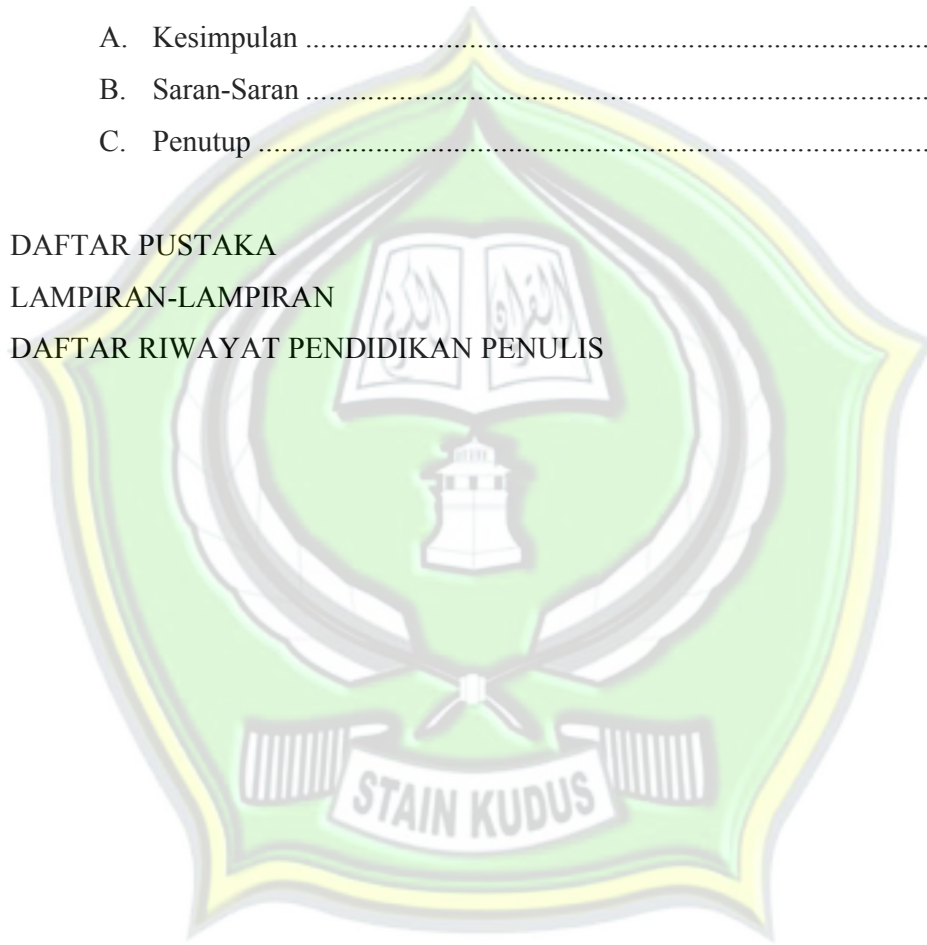 A. Kesimpulan ................................................................................
B. Saran-Saran ................................................................................
C. Penutup ......................................................................................
DAFTAR PUSTAKA
LAMPIRAN-LAMPIRAN
DAFTAR RIWAYAT PENDIDIKAN PENULIS
STAIN KUDUS